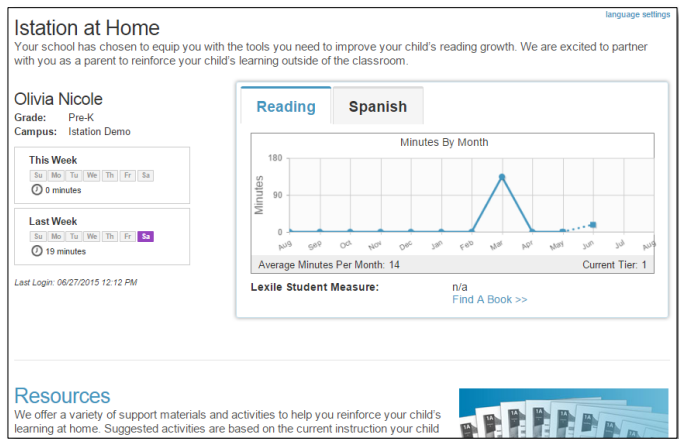 language settings
Istation at Home
Your school has chosen to equip you with the tools you need to improve your child's reading growth. We are excited to partner
with you as a parent to reinforce your child's learning outside of the classroom.
Olivia Nicole
Grade: Pre-K
Campus: Istation Demo
This Week
Su Mo Tu We Th Fr Sa
0 minutes
Last Week
Su Mo Tu We Th Fr Sa
19 minutes
Last Login: 06/27/2015 12:12 PM
Reading Spanish
Minutes By Month
Minutes
180
90
0
Aug Sep Oct Nov Dec Jan Feb Mar Apr May Jun Jul Aug
Average Minutes Per Month: 14 Current Tier: 1
Lexile Student Measure: n/a
Find A Book >>
Resources
We offer a variety of support materials and activities to help you reinforce your child's
learning at home. Suggested activities are based on the current instruction your child
1A 1A 1A 1A